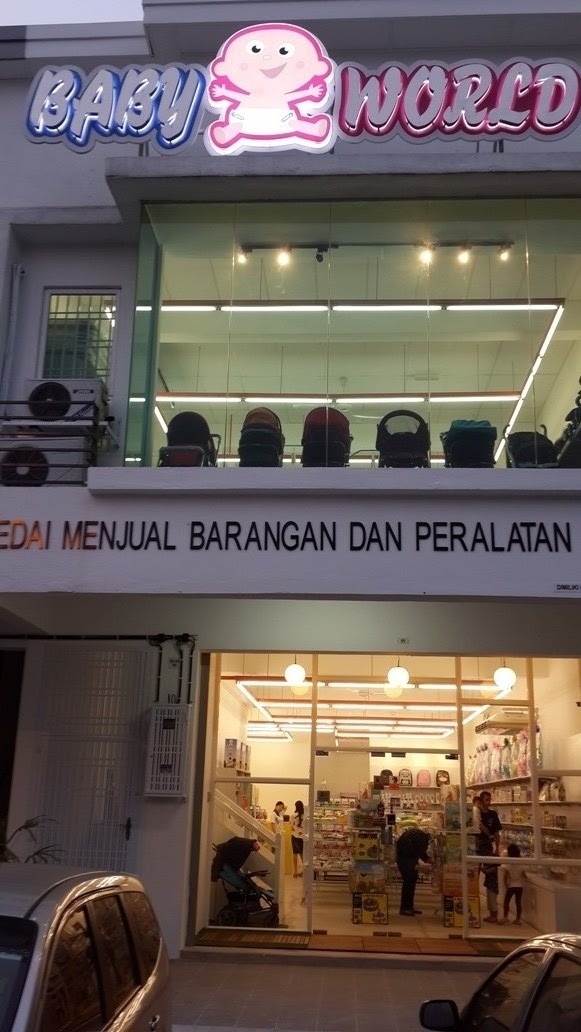 BABY WORLD
EDAI MENJUAL BARANGAN DAN PERALATAN